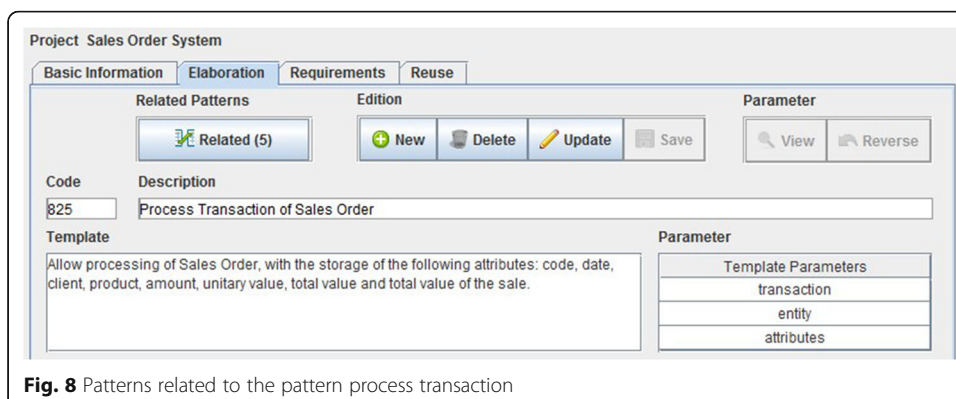 Project Sales Order System
Basic Information Elaboration Requirements Reuse
Related Patterns Edition Parameter
Related (5) New Delete Update Save View Reverse
Code Description
825 Process Transaction of Sales Order
Template Parameter
Allow processing of Sales Order, with the storage of the following attributes: code, date,
client, product, amount, unitary value, total value and total value of the sale.
Template Parameters
transaction
entity
attributes
Fig. 8 Patterns related to the pattern process transaction